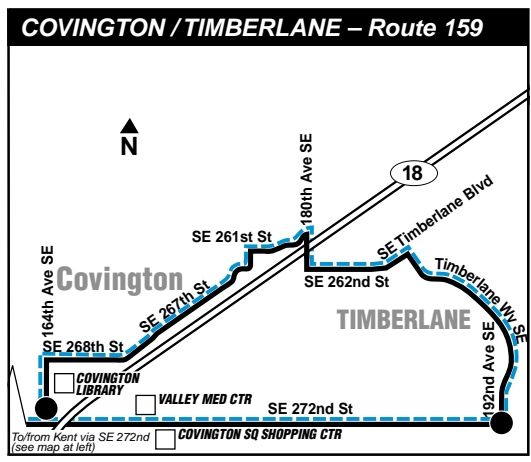 COVINGTON / TIMBERLANE – Route 159
N
18
180th Ave SE
SE Timberlane Blvd
SE 261st St
164th Ave SE
Covington
SE 267th St
SE 262nd St
Timberlane Wy SE
TIMBERLANE
192nd Ave SE
SE 268th St
COVINGTON
LIBRARY
VALLEY MED CTR
SE 272nd St
To/from Kent via SE 272nd
(see map at left)
COVINGTON SQ SHOPPING CTR